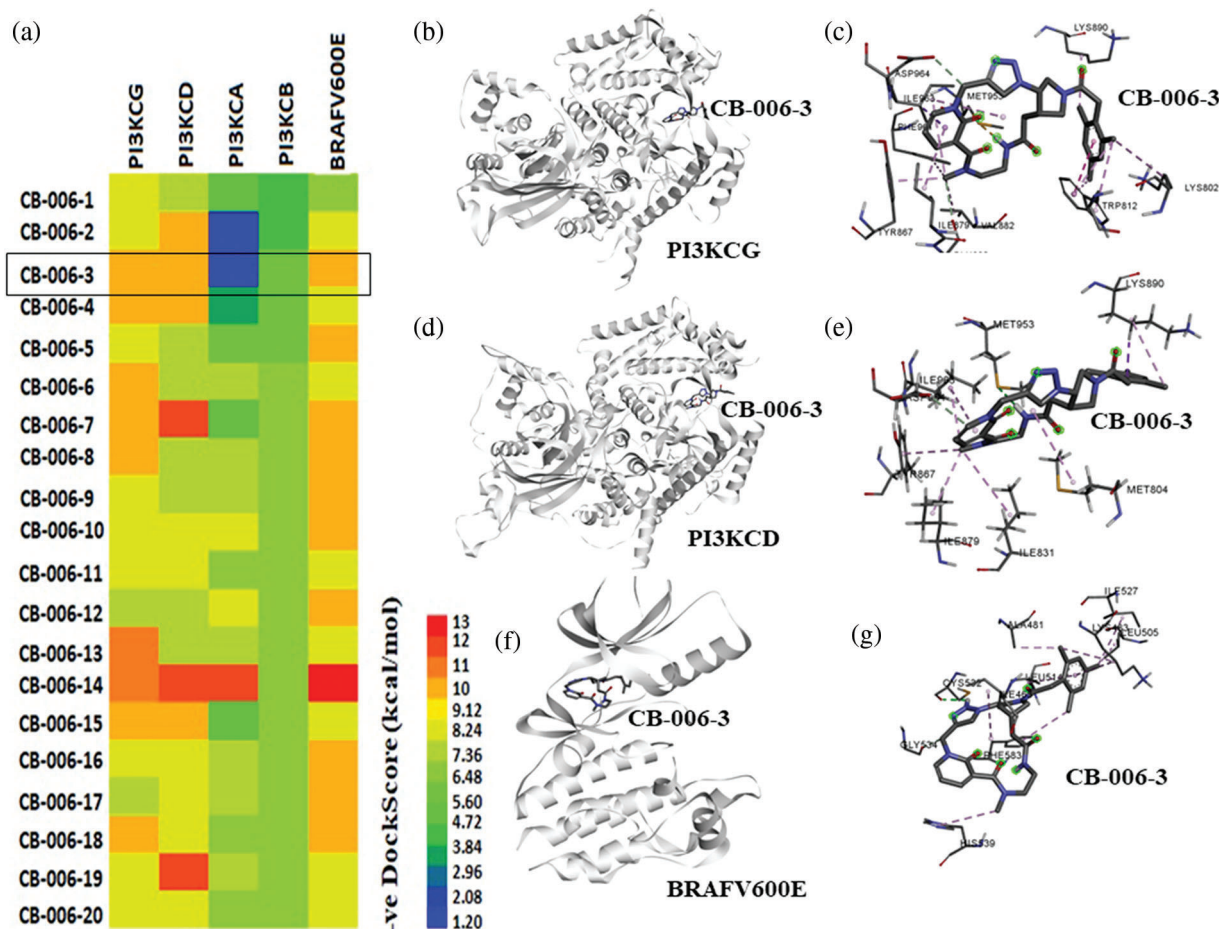 (a)
PI3KCG
PI3KCD
PI3KCA
PI3KCB
BRAFV600E
CB-006-1
CB-006-2
CB-006-3
CB-006-4
CB-006-5
CB-006-6
CB-006-7
CB-006-8
CB-006-9
CB-006-10
CB-006-11
CB-006-12
CB-006-13
CB-006-14
CB-006-15
CB-006-16
CB-006-17
CB-006-18
CB-006-19
CB-006-20
-ve DockScore (kcal/mol)
13
12
11
10
9.12
8.24
7.36
6.48
5.60
4.72
3.84
2.96
2.08
1.20
(b)
CB-006-3
PI3KCG
(c)
LYS890
ASP964
ILE963
MET953
CB-006-3
LYS802
TRP812
TYR867
ILE879
VAL882
(d)
CB-006-3
PI3KCD
(e)
LYS890
MET953
CB-006-3
TYR867
MET804
ILE879
ILE831
(f)
CB-006-3
BRAFV600E
(g)
ILE527
ALA481
LEU505
LEU514
CYS532
GLY534
PHE583
CB-006-3
HIS539